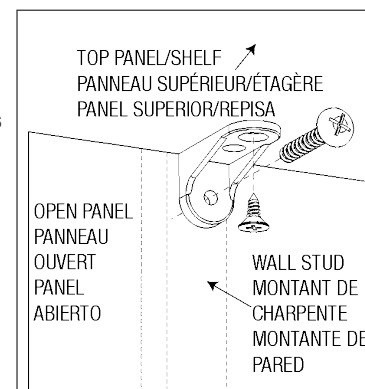 TOP PANEL/SHELF
PANNEAU SUPÉRIEUR/ÉTAGÈRE
PANEL SUPERIOR/REPISA
OPEN PANEL
PANNEAU
OUVERT
PANEL
ABIERTO
WALL STUD
MONTANT DE
CHARPENTE
MONTANTE DE
PARED